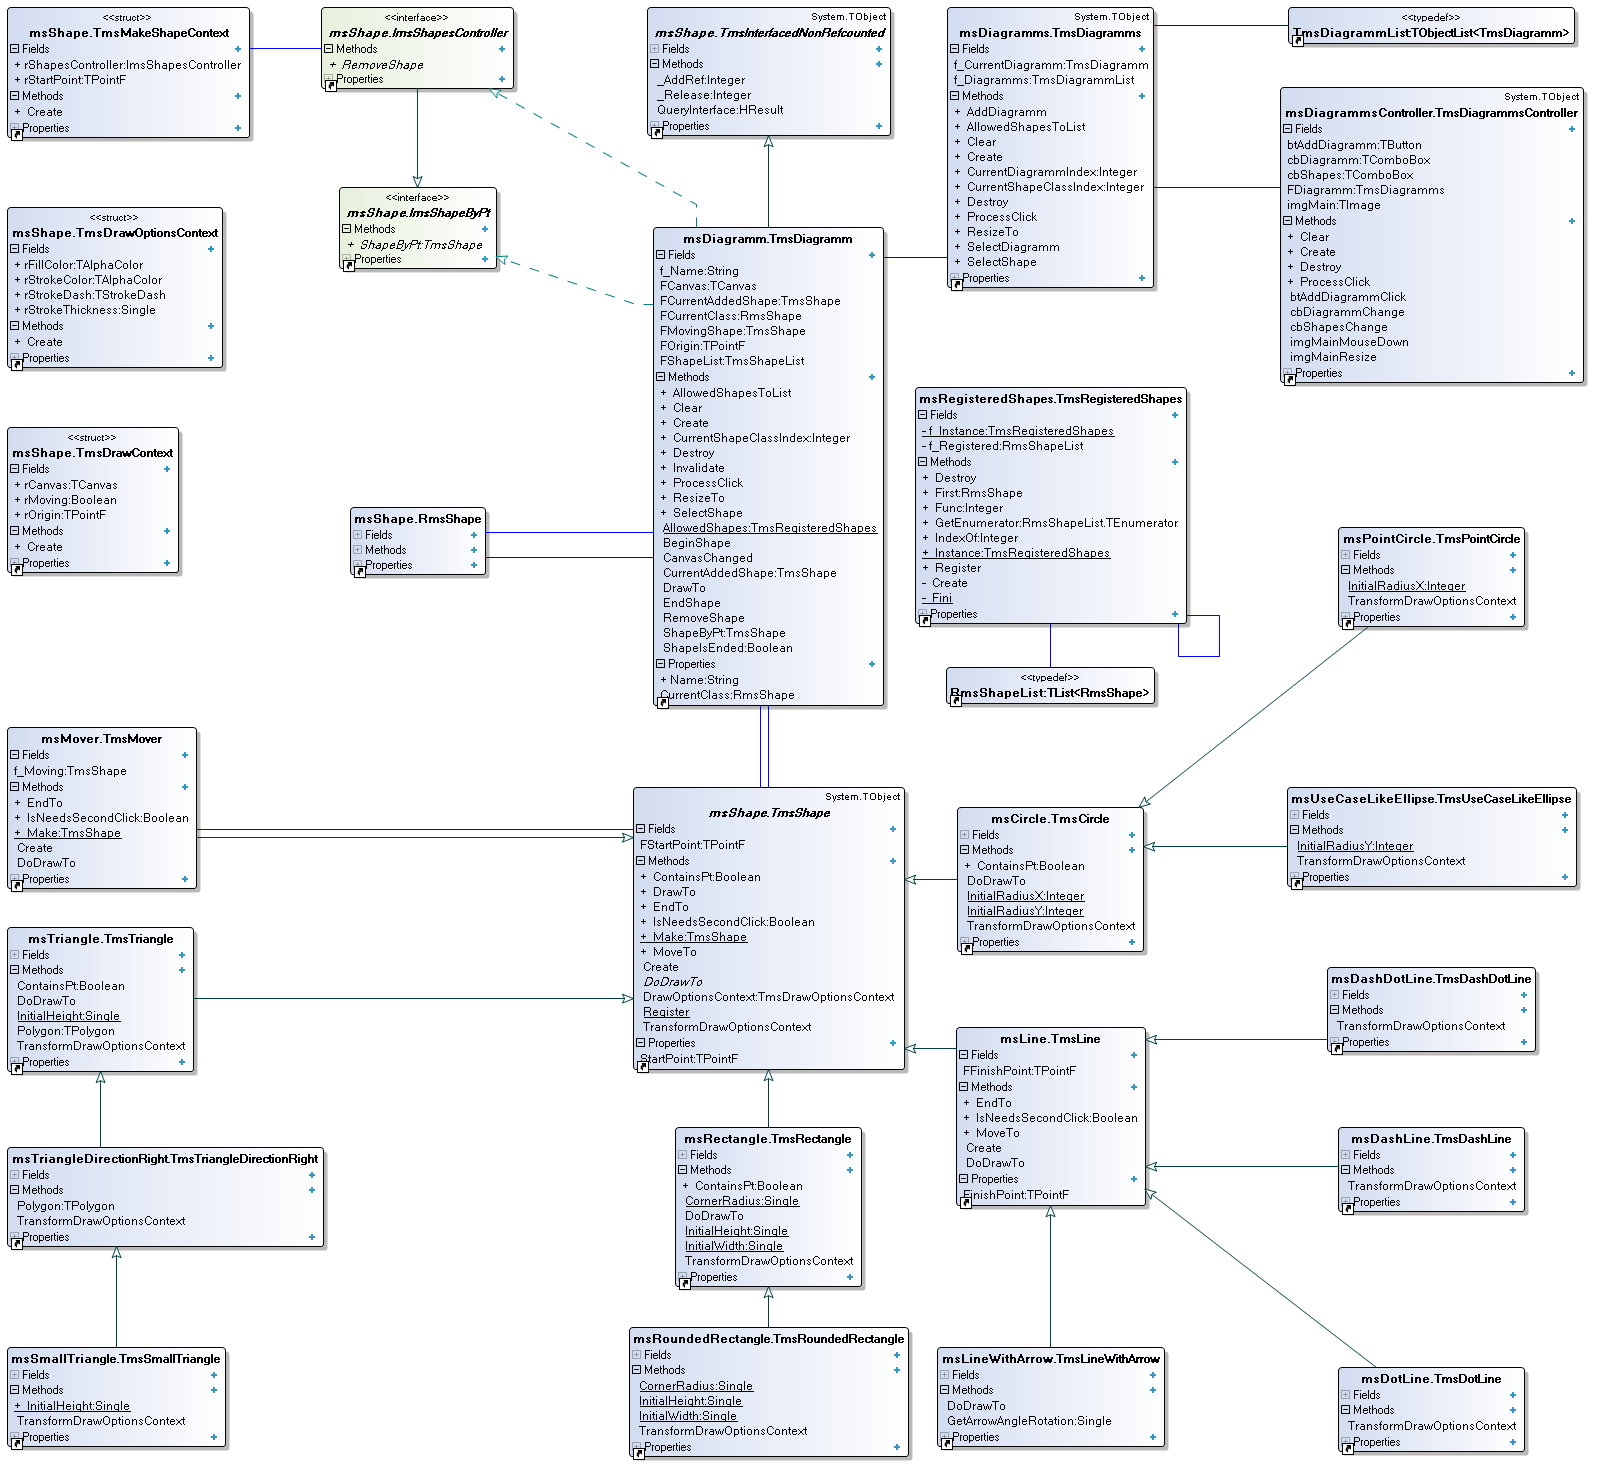 <<struct>>
msShape.TmsMakeShapeContext
Fields
+ rShapesController:ImsShapesController
+ rStartPoint:TPointF
Methods
+ Create
Properties
<<interface>>
msShape.ImsShapesController
Methods
+ RemoveShape
Properties
System.TObject
msShape.TmsInterfacedNonRefcounted
Fields
Methods
_AddRef:Integer
_Release:Integer
QueryInterface:HResult
Properties
System.TObject
msDiagramms.TmsDiagramms
Fields
f_CurrentDiagramm:TmsDiagramm
f_Diagramms:TmsDiagrammList
Methods
+ AddDiagramm
+ AllowedShapesToList
+ Clear
+ Create
+ CurrentDiagrammIndex:Integer
+ CurrentShapeClassIndex:Integer
+ Destroy
+ ProcessClick
+ ResizeTo
+ SelectDiagramm
+ SelectShape
Properties
<<typedef>>
TmsDiagrammList:TObjectList<TmsDiagramm>
System.TObject
msDiagrammsController.TmsDiagrammsController
Fields
btAddDiagramm:TButton
cbDiagramm:TComboBox
cbShapes:TComboBox
FDiagramm:TmsDiagramms
imgMain:TImage
Methods
+ Clear
+ Create
+ Destroy
+ ProcessClick
btAddDiagrammClick
cbDiagrammChange
cbShapesChange
imgMainMouseDown
imgMainResize
Properties
<<interface>>
msShape.ImsShapeByPt
Methods
+ ShapeByPt:TmsShape
Properties
<<struct>>
msShape.TmsDrawOptionsContext
Fields
+ rFillColor:TAlphaColor
+ rStrokeColor:TAlphaColor
+ rStrokeDash:TStrokeDash
+ rStrokeThickness:Single
Methods
+ Create
Properties
msDiagramm.TmsDiagramm
Fields
f_Name:String
FCanvas:TCanvas
FCurrentAddedShape:TmsShape
FCurrentClass:RmsShape
FMovingShape:TmsShape
FOrigin:TPointF
FShapeList:TmsShapeList
Methods
+ AllowedShapesToList
+ Clear
+ Create
+ CurrentShapeClassIndex:Integer
+ Destroy
+ Invalidate
+ ProcessClick
+ ResizeTo
+ SelectShape
AllowedShapes:TmsRegisteredShapes
BeginShape
CanvasChanged
CurrentAddedShape:TmsShape
DrawTo
EndShape
RemoveShape
ShapeByPt:TmsShape
ShapeIsEnded:Boolean
Properties
+ Name:String
CurrentClass:RmsShape
msRegisteredShapes.TmsRegisteredShapes
Fields
- f_Instance:TmsRegisteredShapes
- f_Registered:RmsShapeList
Methods
+ Destroy
+ First:RmsShape
+ Func:Integer
+ GetEnumerator:RmsShapeList.TEnumerator
+ IndexOf:Integer
+ Instance:TmsRegisteredShapes
+ Register
- Create
- Fini
Properties
<<typedef>>
RmsShapeList:TList<RmsShape>
<<struct>>
msShape.TmsDrawContext
Fields
+ rCanvas:TCanvas
+ rMoving:Boolean
+ rOrigin:TPointF
Methods
+ Create
Properties
msShape.RmsShape
Fields
Methods
Properties
msPointCircle.TmsPointCircle
Fields
Methods
InitialRadiusX:Integer
TransformDrawOptionsContext
Properties
msMover.TmsMover
Fields
f_Moving:TmsShape
Methods
+ EndTo
+ IsNeedsSecondClick:Boolean
+ Make:TmsShape
Create
DoDrawTo
Properties
System.TObject
msShape.TmsShape
Fields
FStartPoint:TPointF
Methods
+ ContainsPt:Boolean
+ DrawTo
+ EndTo
+ IsNeedsSecondClick:Boolean
+ Make:TmsShape
+ MoveTo
Create
DoDrawTo
DrawOptionsContext:TmsDrawOptionsContext
Register
TransformDrawOptionsContext
Properties
StartPoint:TPointF
msCircle.TmsCircle
Fields
Methods
+ ContainsPt:Boolean
DoDrawTo
InitialRadiusX:Integer
InitialRadiusY:Integer
TransformDrawOptionsContext
Properties
msUseCaseLikeEllipse.TmsUseCaseLikeEllipse
Fields
Methods
InitialRadiusY:Integer
TransformDrawOptionsContext
Properties
msTriangle.TmsTriangle
Fields
Methods
ContainsPt:Boolean
DoDrawTo
InitialHeight:Single
Polygon:TPolygon
TransformDrawOptionsContext
Properties
msDashDotLine.TmsDashDotLine
Fields
Methods
TransformDrawOptionsContext
Properties
msLine.TmsLine
Fields
FFinishPoint:TPointF
Methods
+ EndTo
+ IsNeedsSecondClick:Boolean
+ MoveTo
Create
DoDrawTo
Properties
FinishPoint:TPointF
msTriangleDirectionRight.TmsTriangleDirectionRight
Fields
Methods
Polygon:TPolygon
TransformDrawOptionsContext
Properties
msRectangle.TmsRectangle
Fields
Methods
+ ContainsPt:Boolean
CornerRadius:Single
DoDrawTo
InitialHeight:Single
InitialWidth:Single
TransformDrawOptionsContext
Properties
msDashLine.TmsDashLine
Fields
Methods
TransformDrawOptionsContext
Properties
msSmallTriangle.TmsSmallTriangle
Fields
Methods
+ InitialHeight:Single
TransformDrawOptionsContext
Properties
msRoundedRectangle.TmsRoundedRectangle
Fields
Methods
CornerRadius:Single
InitialHeight:Single
InitialWidth:Single
TransformDrawOptionsContext
Properties
msLineWithArrow.TmsLineWithArrow
Fields
Methods
DoDrawTo
GetArrowAngleRotation:Single
Properties
msDotLine.TmsDotLine
Fields
Methods
TransformDrawOptionsContext
Properties